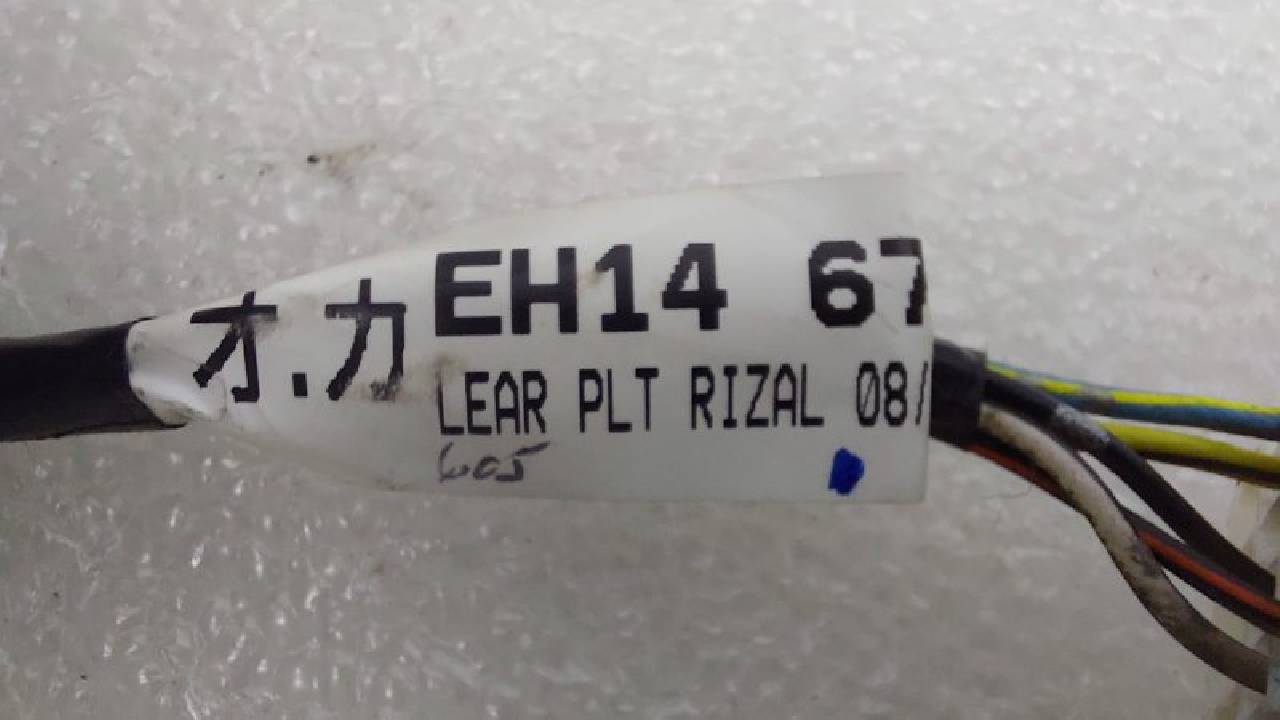 オ.カ EH14 67
LEAR PLT RIZAL 08/
605